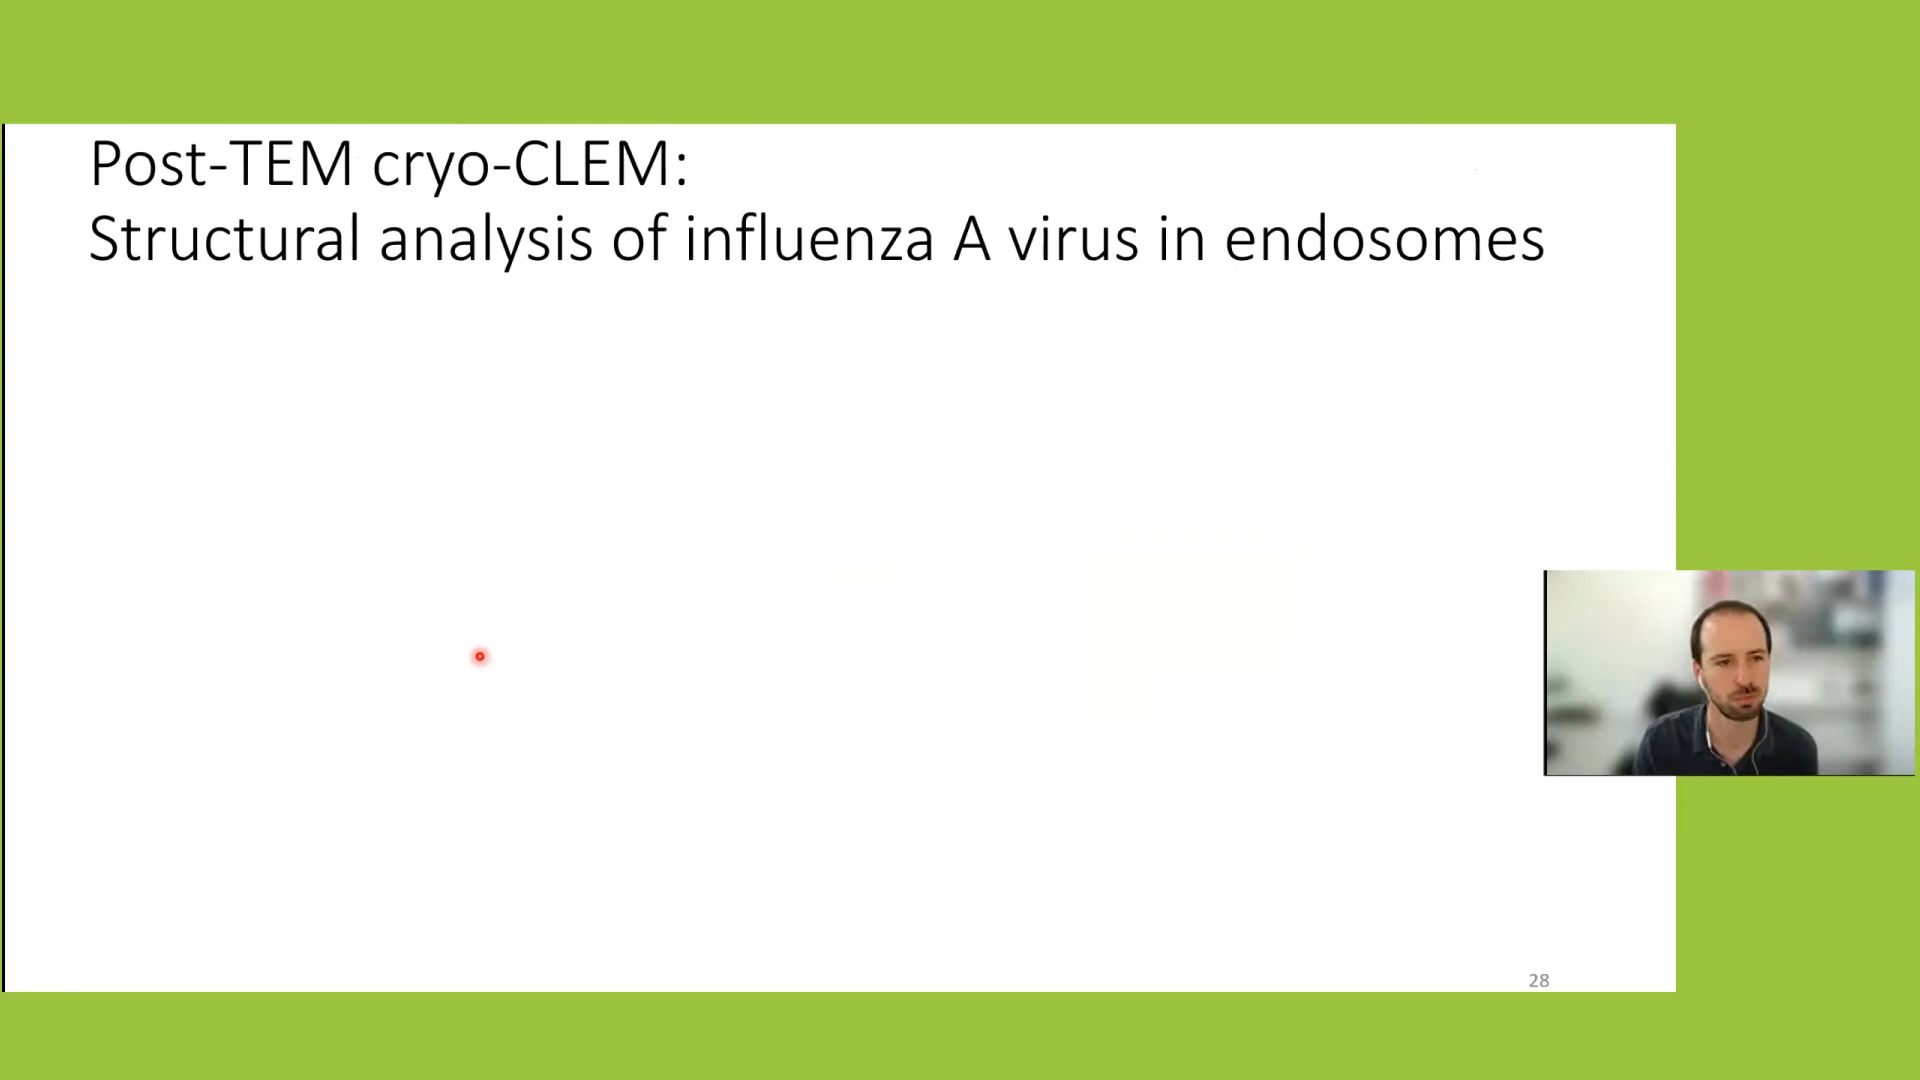 Post-TEM cryo-CLEM:
Structural analysis of influenza A virus in endosomes
28